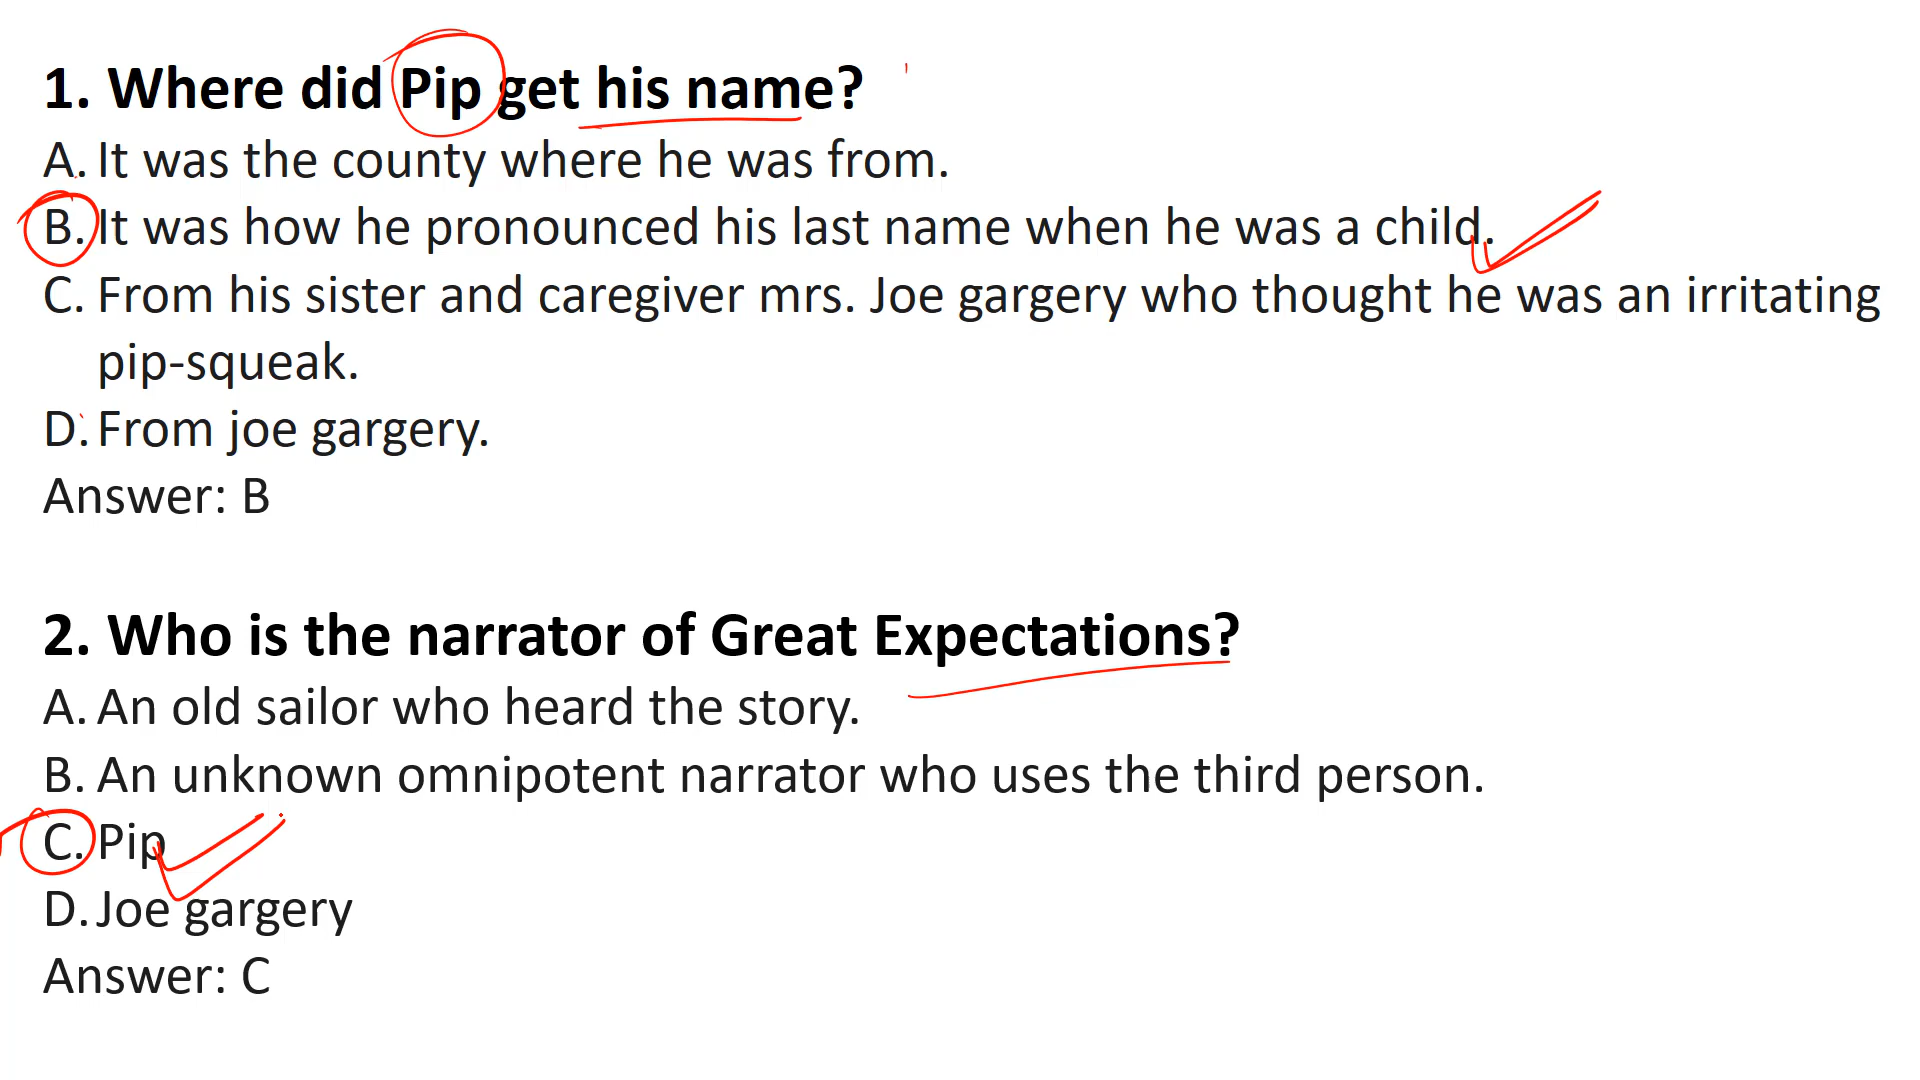 1. Where did Pip get his name?
A. It was the county where he was from.
B. It was how he pronounced his last name when he was a child.
C. From his sister and caregiver mrs. Joe gargery who thought he was an irritating
pip-squeak.
D. From joe gargery.
Answer: B
2. Who is the narrator of Great Expectations?
A. An old sailor who heard the story.
B. An unknown omnipotent narrator who uses the third person.
C. Pip
D. Joe gargery
Answer: C